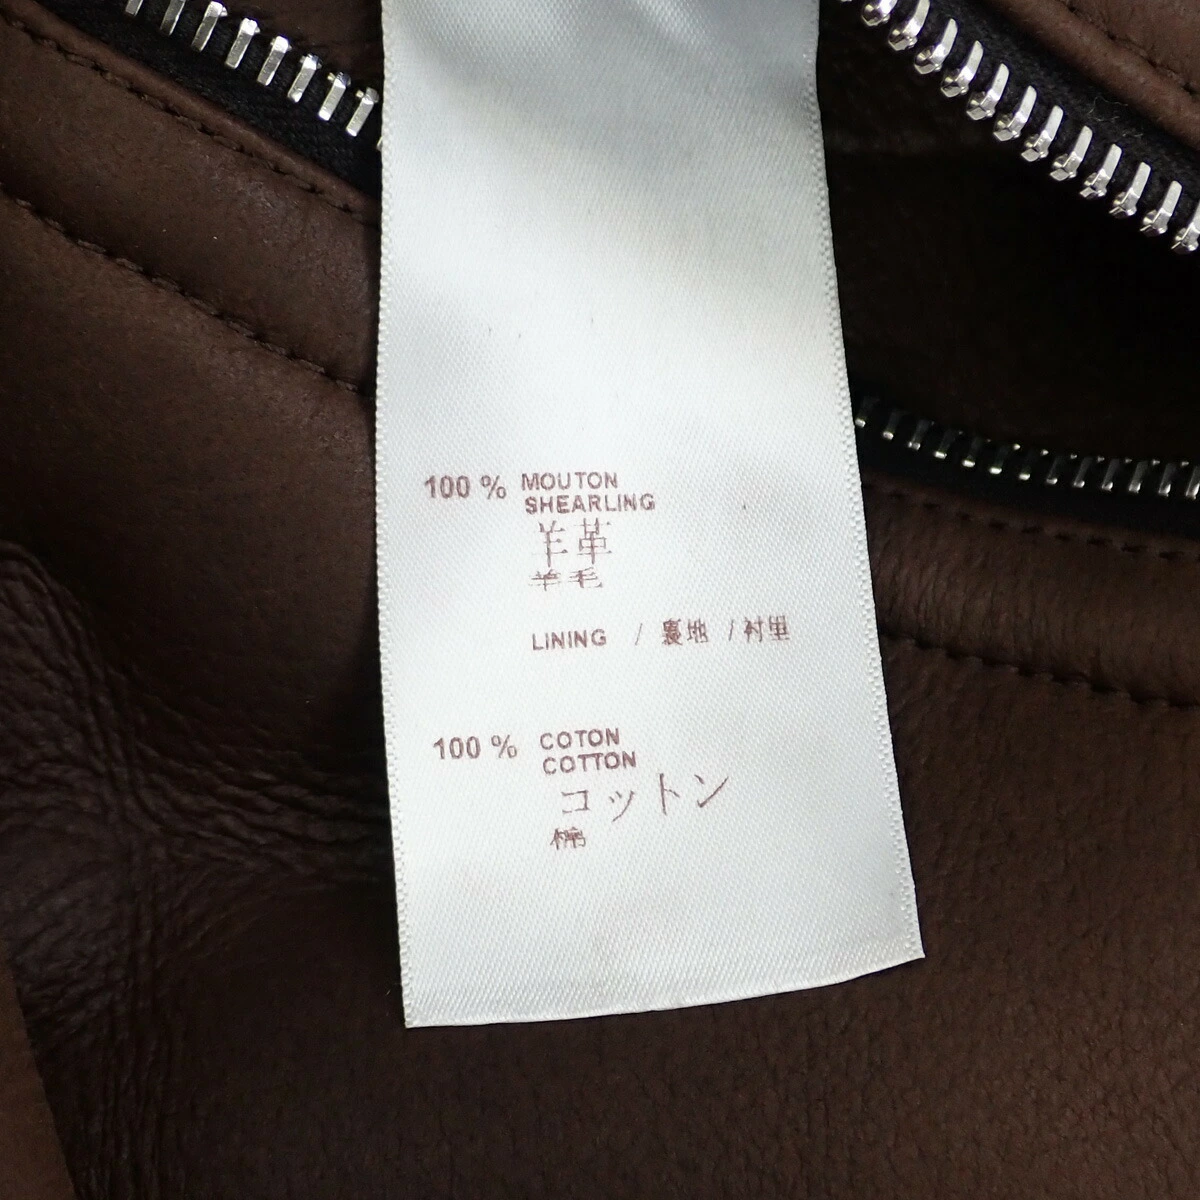 100 % MOUTON
SHEARLING
羊革
羊毛
LINING / 裏地 / 衬里
100 % COTON
COTTON
コットン
棉